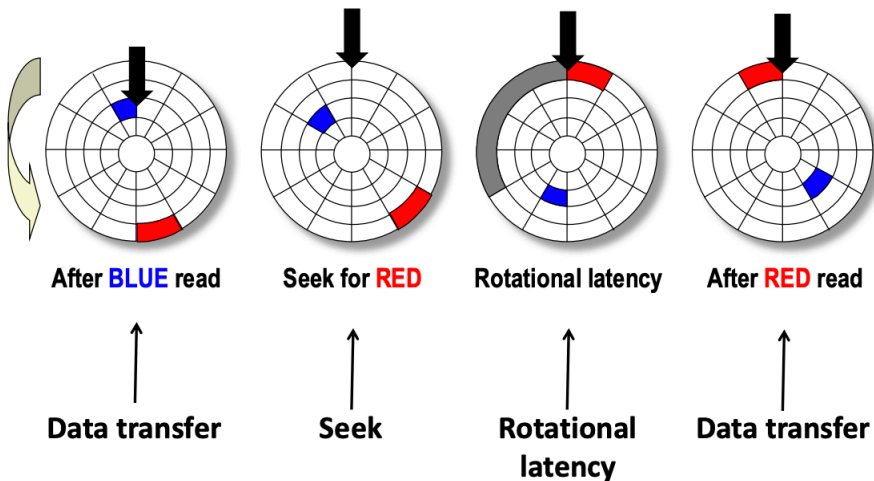 After BLUE read
Seek for RED
Rotational latency
After RED read
Data transfer
Seek
Rotational
latency
Data transfer